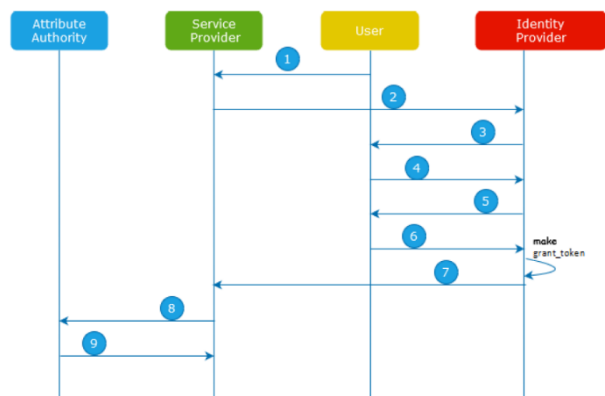 Attribute
Authority
Service
Provider
User
Identity
Provider
1
2
3
4
5
6
make
grant_token
7
8
9